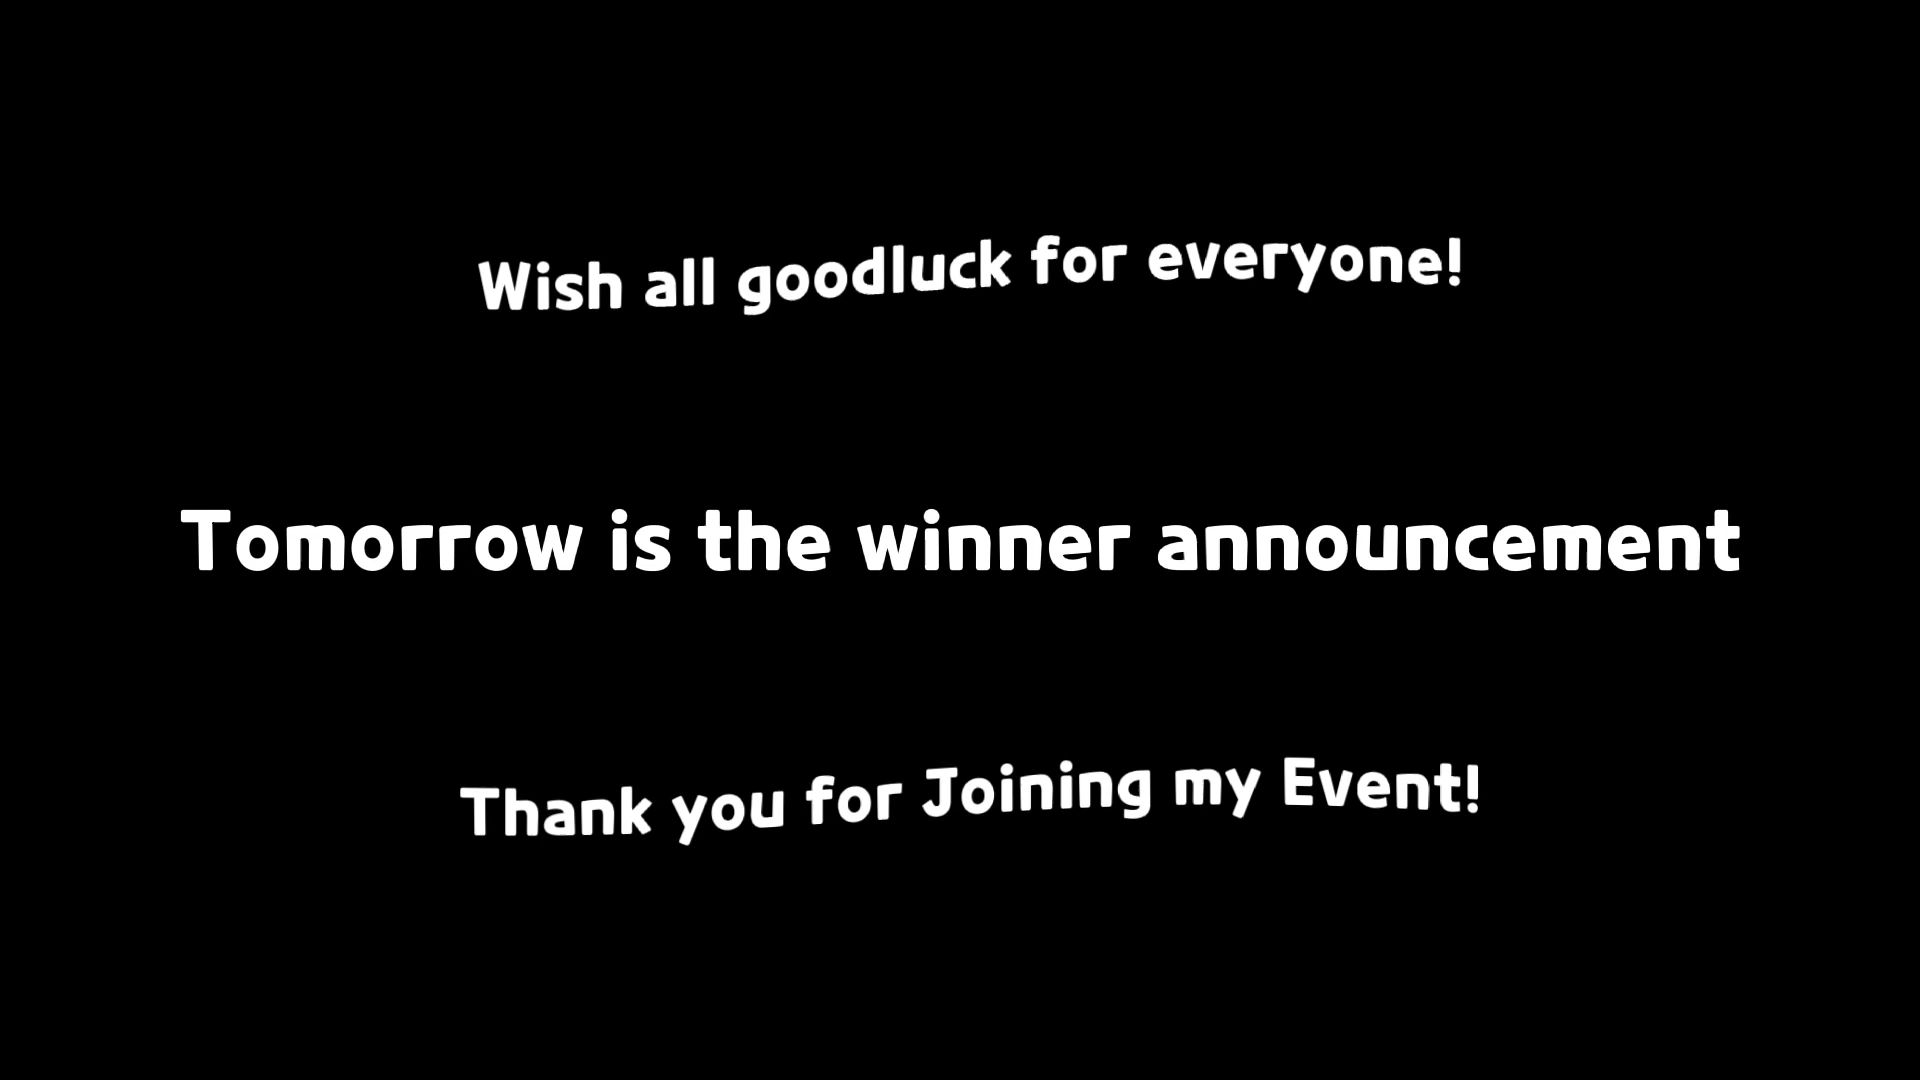 Wish all goodluck for everyone!
Tomorrow is the winner announcement
Thank you for Joining my Event!